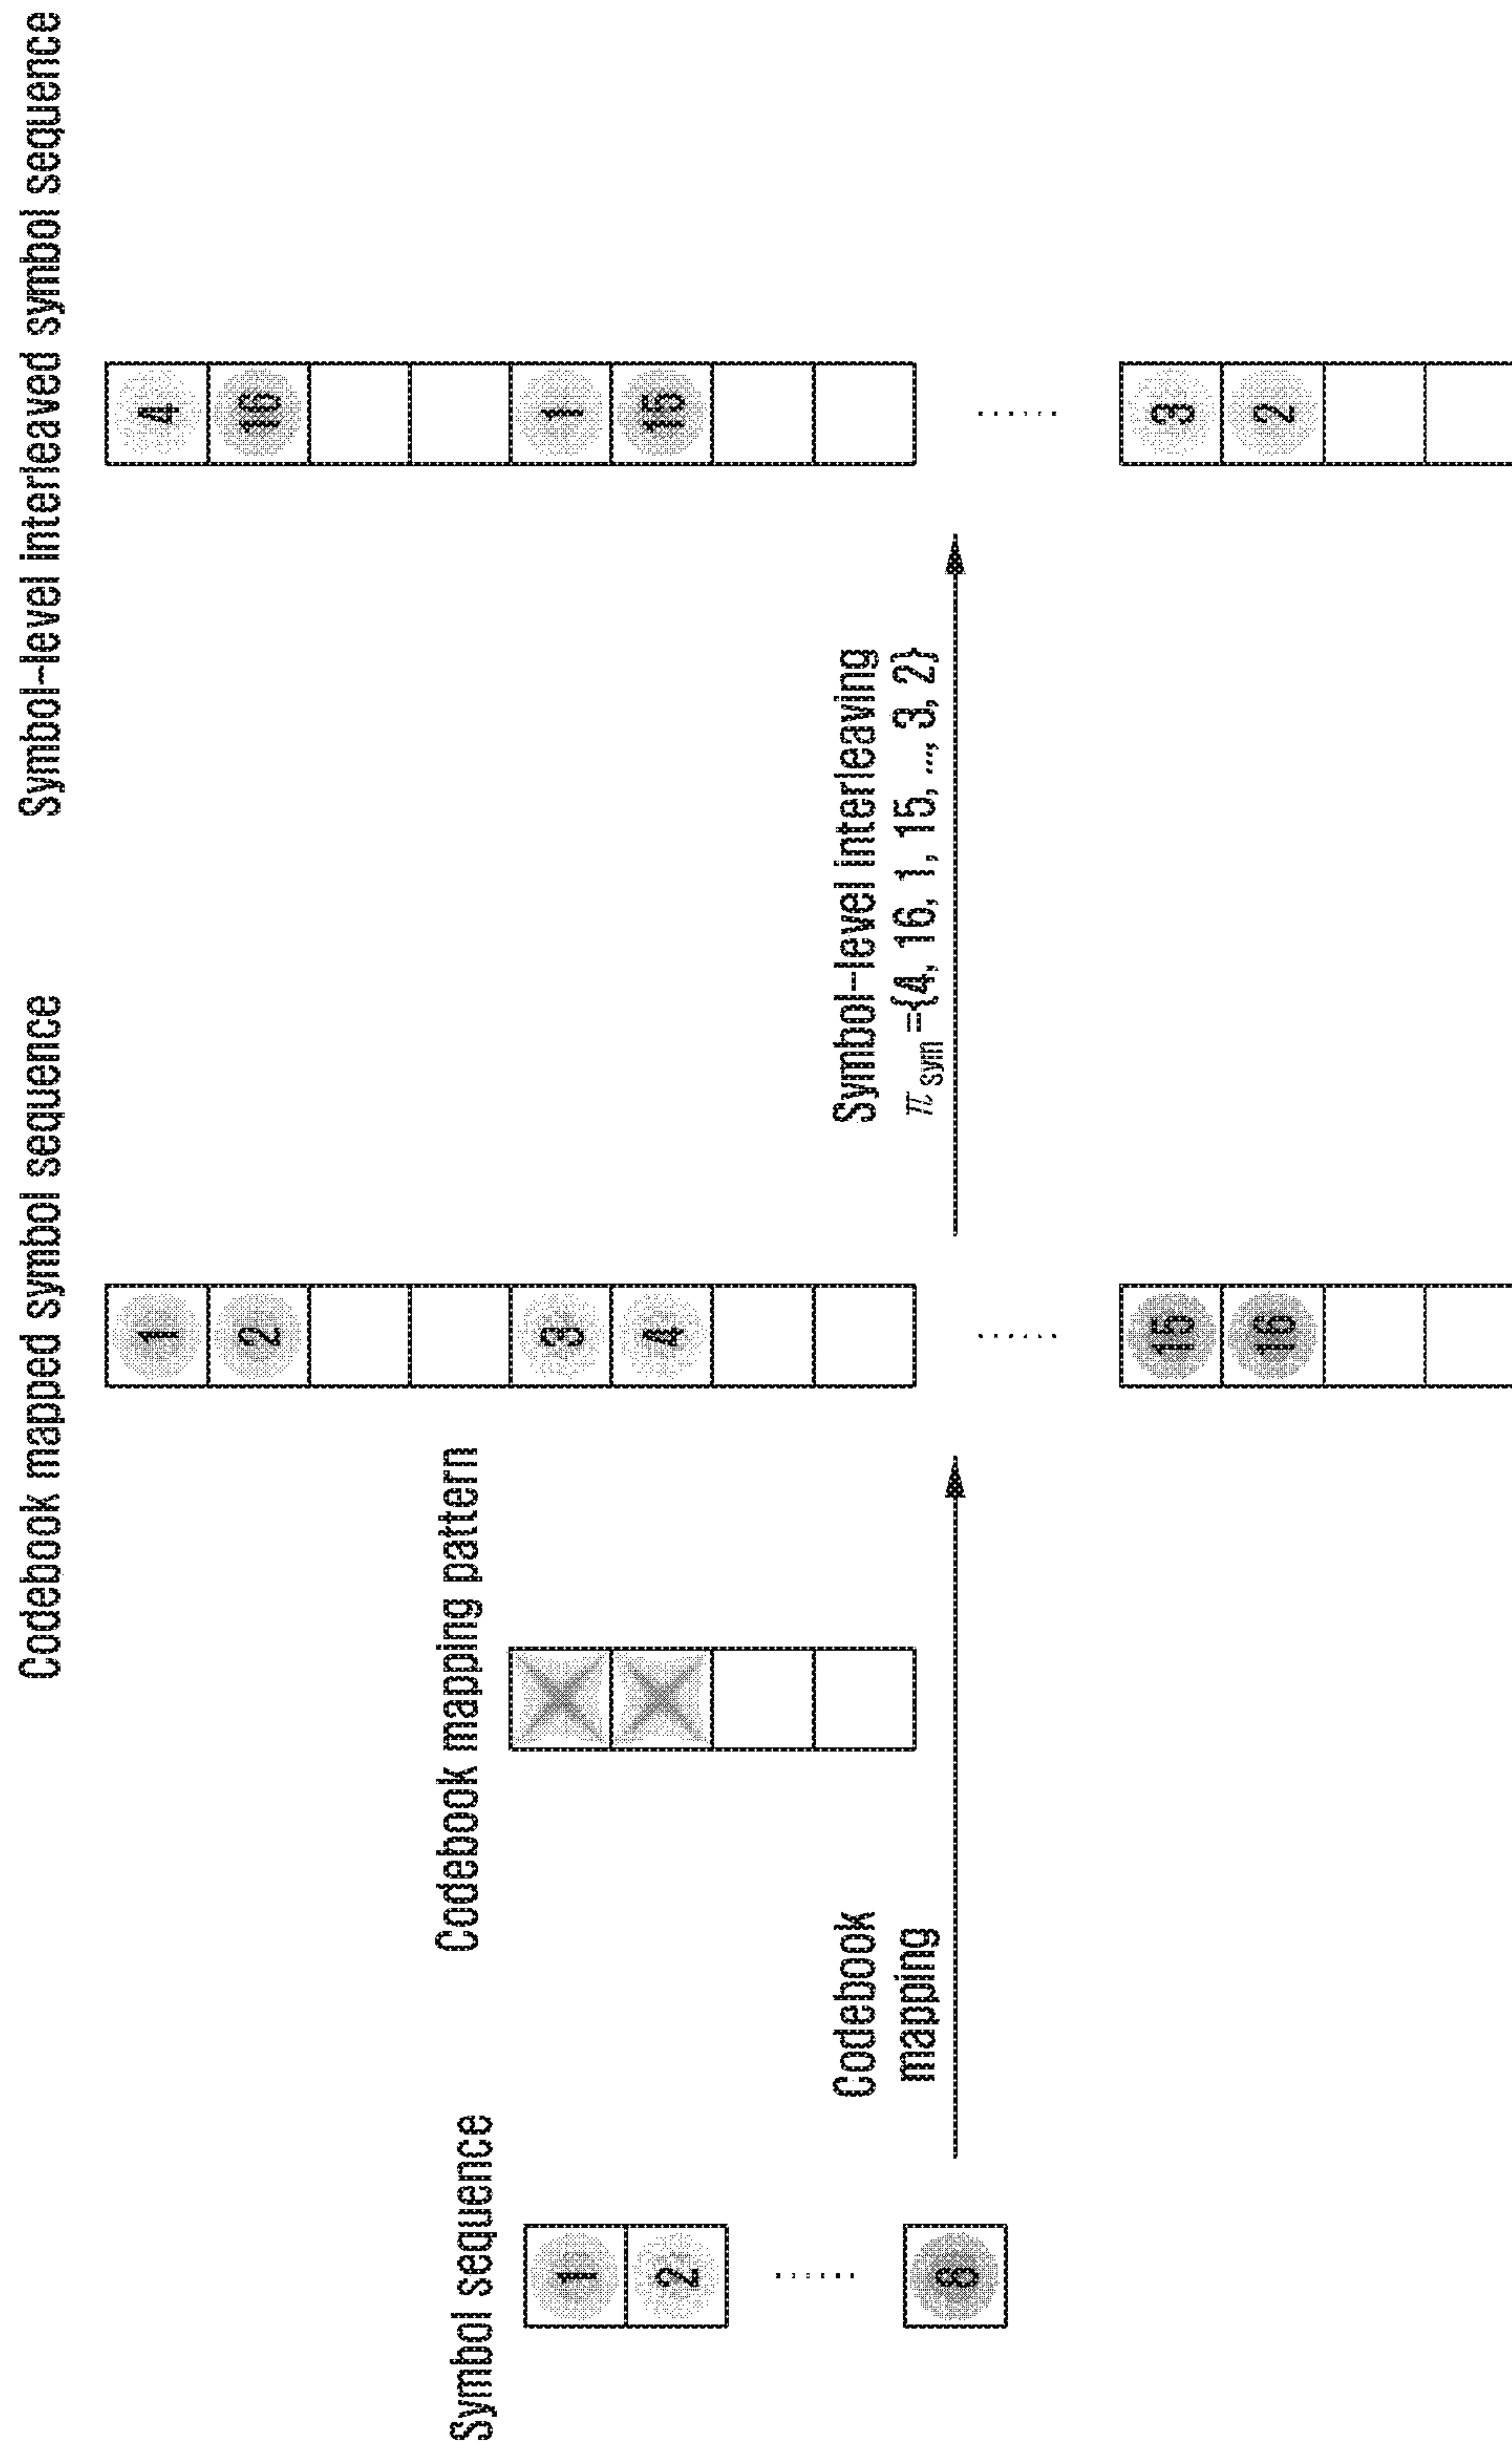 Symbol sequence
1
2
8
Codebook
mapping
Codebook mapping pattern
Codebook mapped symbol sequence
1
2
3
4
15
16
Symbol-level interleaving
π sym ={4, 16, 1, 15, ..., 3, 2}
Symbol-level interleaved symbol sequence
4
16
1
15
3
2